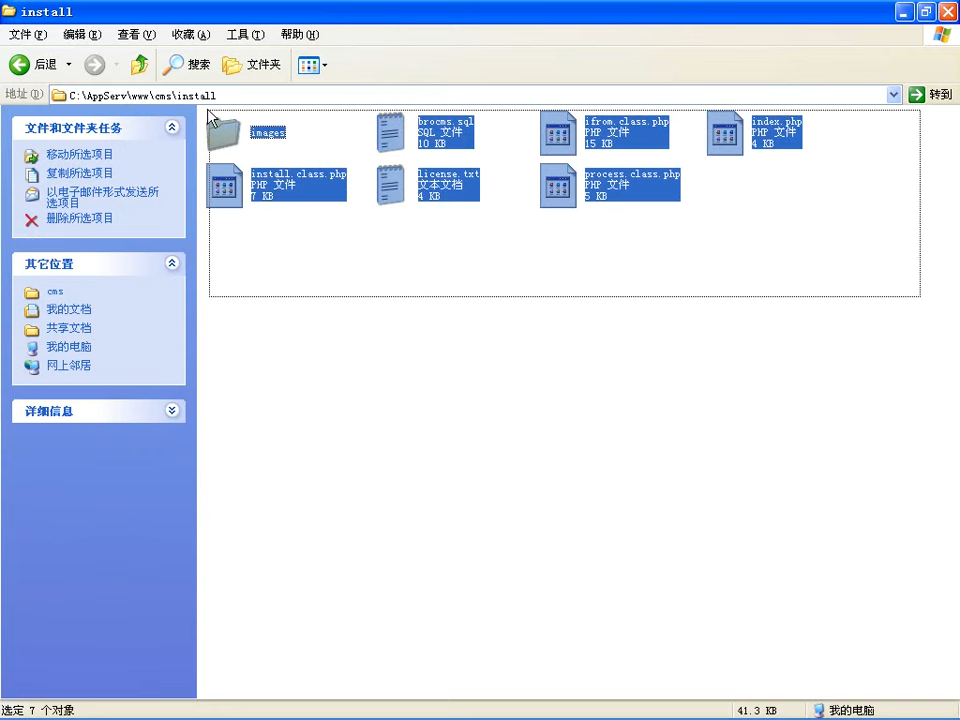 install
文件(F) 编辑(E) 查看(V) 收藏(A) 工具(T) 帮助(H)
后退 搜索 文件夹
地址(D) C:\AppServ\www\cms\install 转到
文件和文件夹任务
移动所选项目
复制所选项目
以电子邮件形式发送所
选项目
删除所选项目
其它位置
cms
我的文档
共享文档
我的电脑
网上邻居
详细信息
images
brocms.sql
SQL 文件
10 KB
ifrom.class.php
PHP 文件
15 KB
index.php
PHP 文件
4 KB
install.class.php
PHP 文件
7 KB
license.txt
文本文档
4 KB
process.class.php
PHP 文件
5 KB
选定 7 个对象 41.3 KB 我的电脑